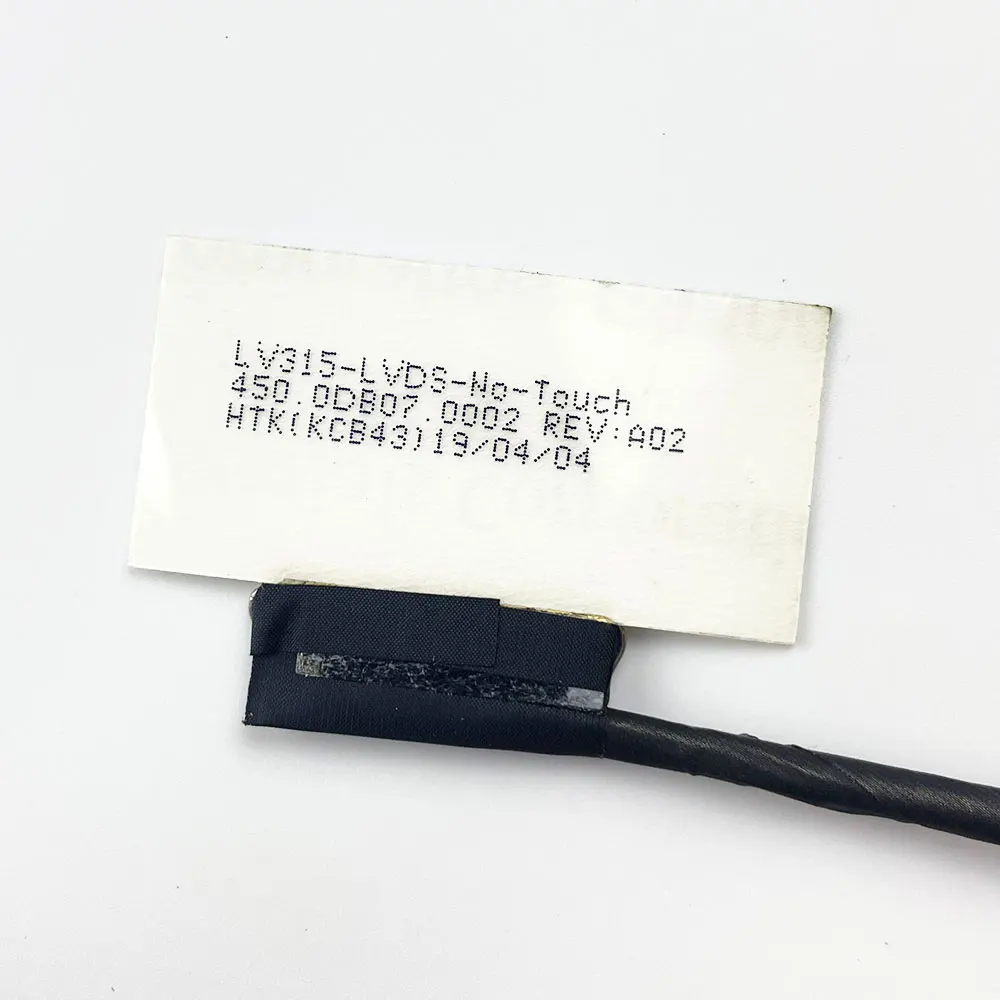 LV315-LVDS-No-Touch
450.0DB07.0002 REV:A02
HTK(KCB43)19/04/04